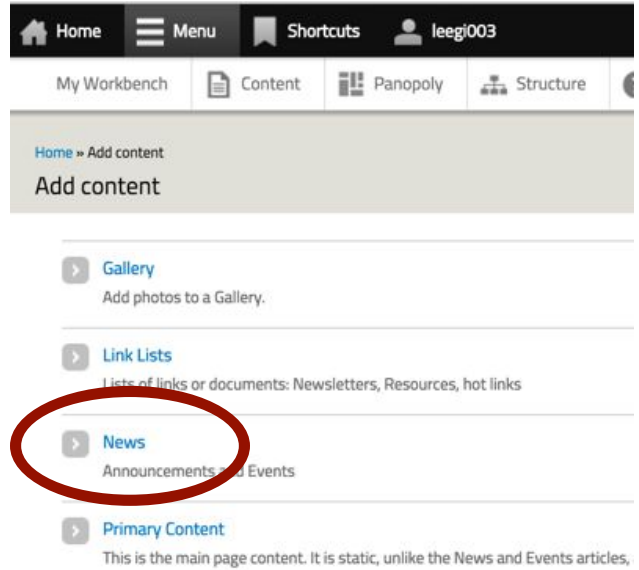 Home Menu Shortcuts leegi003
My Workbench Content Panopoly Structure
Home » Add content
Add content
Gallery
Add photos to a Gallery.
Link Lists
Lists of links or documents: Newsletters, Resources, hot links
News
Announcements and Events
Primary Content
This is the main page content. It is static, unlike the News and Events articles,